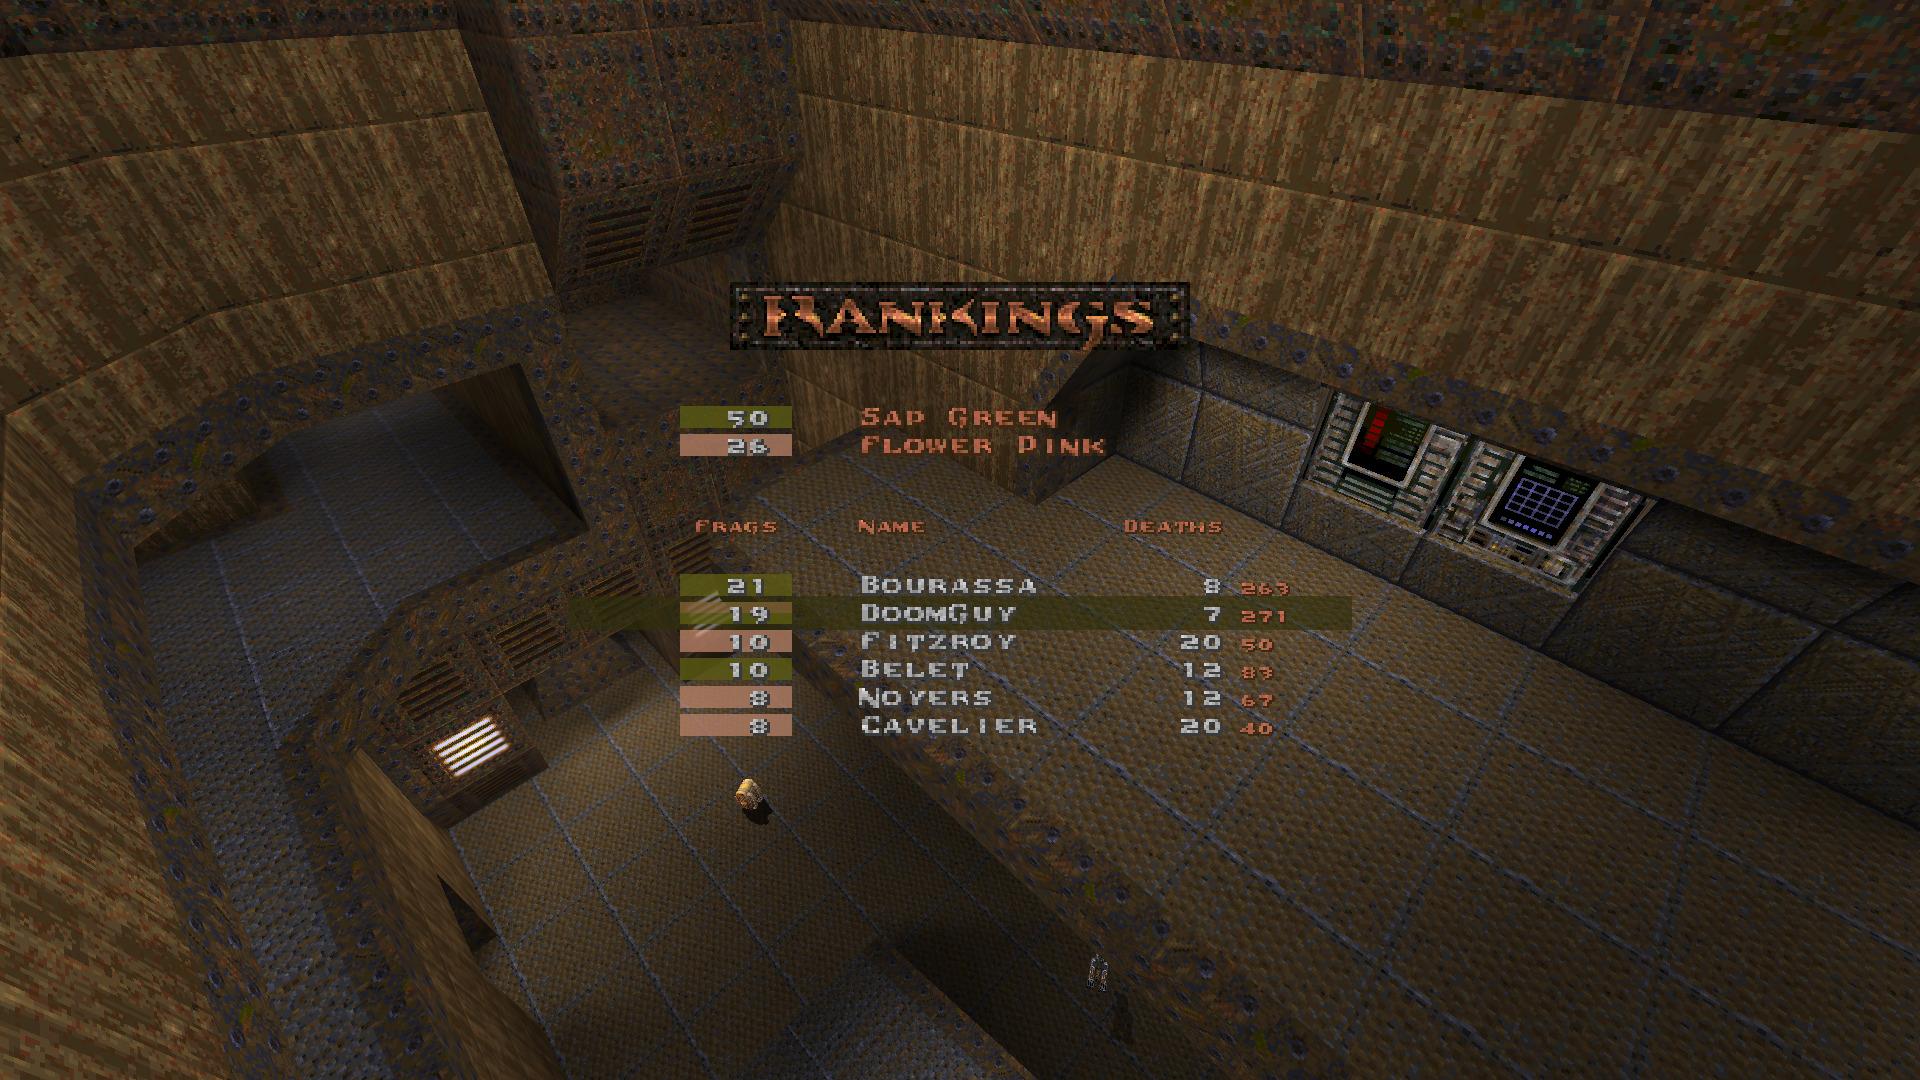 RANKINGS
50 SAP GREEN
26 FLOWER PINK
FRAGS NAME DEATHS
21 BOURASSA 8 263
19 DOOMGUY 7 271
10 FITZROY 20 50
10 BELET 12 83
8 NOYERS 12 67
8 CAVELIER 20 40